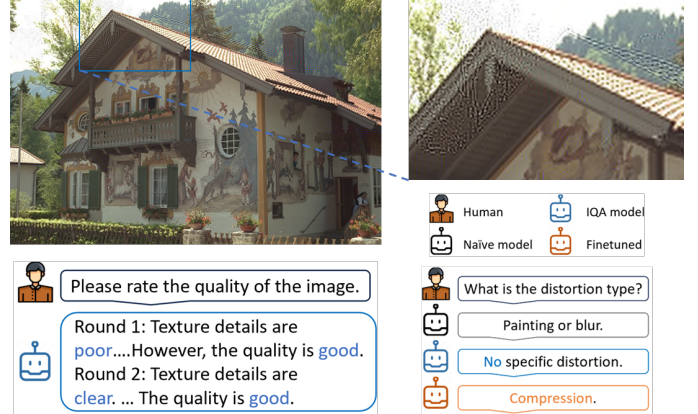 Human
IQA model
Naïve model
Finetuned
Please rate the quality of the image.
Round 1: Texture details are
poor....However, the quality is good.
Round 2: Texture details are
clear. ... The quality is good.
What is the distortion type?
Painting or blur.
No specific distortion.
Compression.